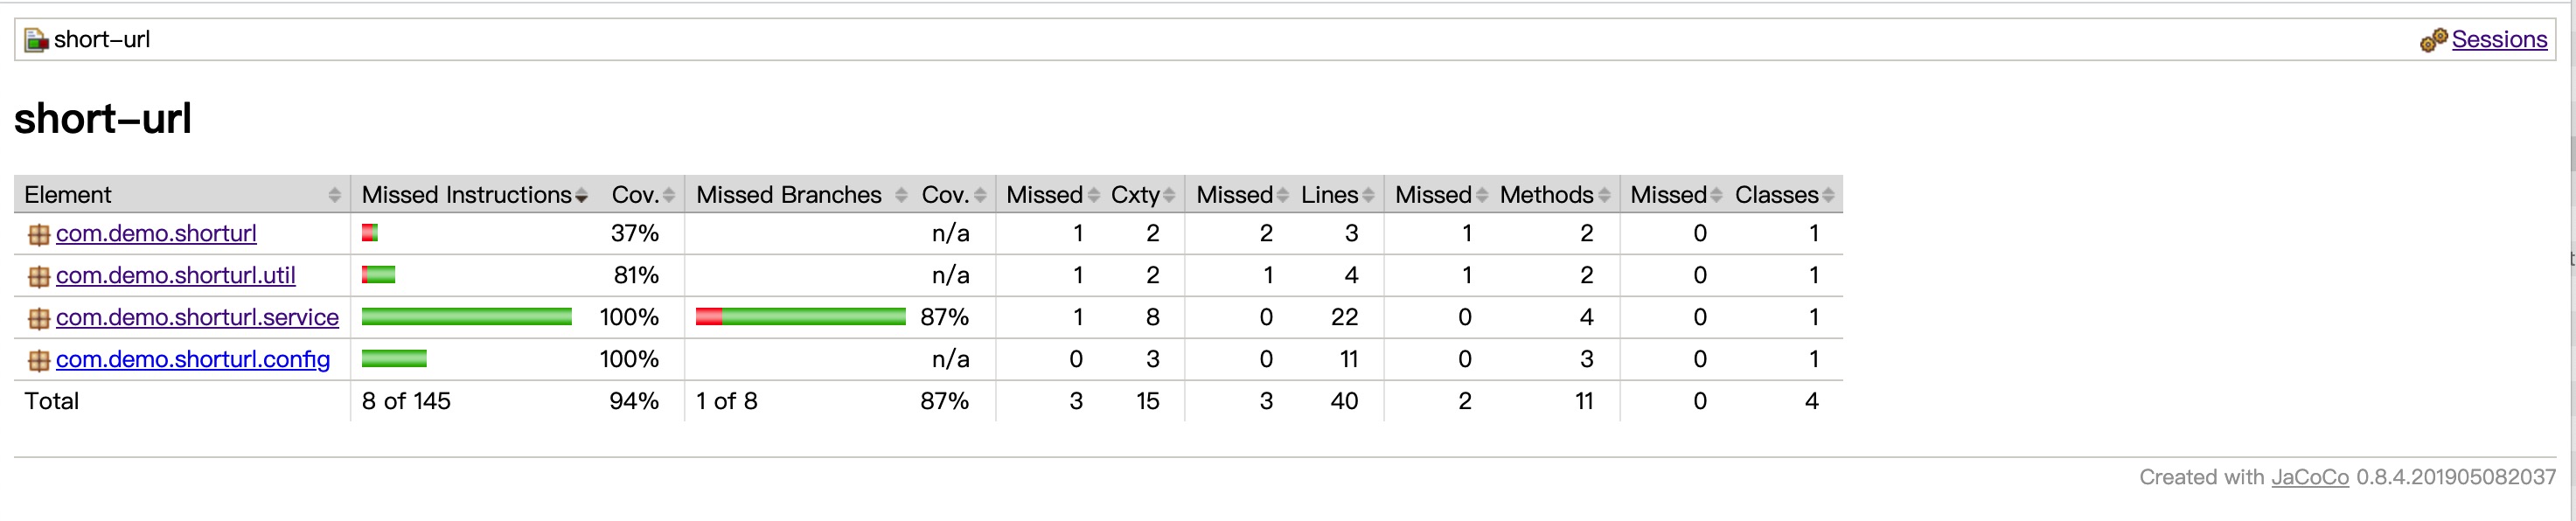 short-url Sessions
short-url
Element Missed Instructions Cov. Missed Branches Cov. Missed Cxty Missed Lines Missed Methods Missed Classes
com.demo.shorturl 37% n/a 1 2 2 3 1 2 0 1
com.demo.shorturl.util 81% n/a 1 2 1 4 1 2 0 1
com.demo.shorturl.service 100% 87% 1 8 0 22 0 4 0 1
com.demo.shorturl.config 100% n/a 0 3 0 11 0 3 0 1
Total 8 of 145 94% 1 of 8 87% 3 15 3 40 2 11 0 4
Created with JaCoCo 0.8.4.201905082037